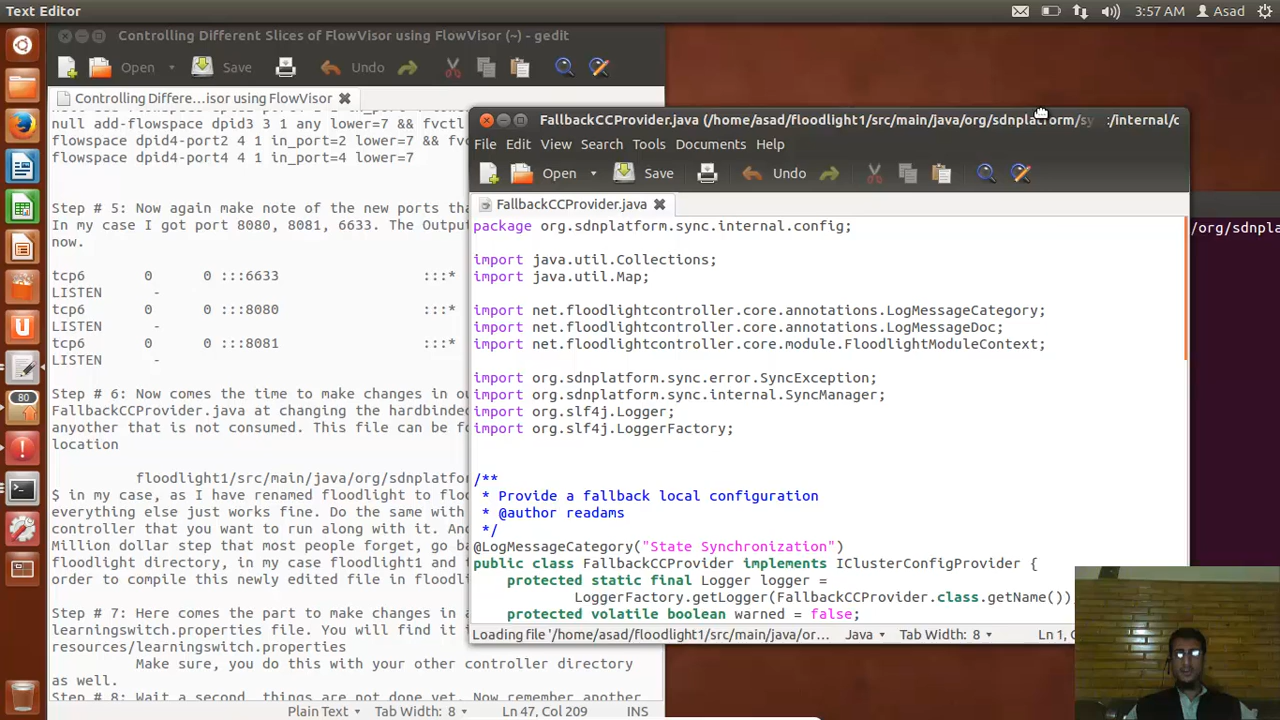 Text Editor
3:57 AM
Asad
Controlling Different Slices of FlowVisor using FlowVisor (~) - gedit
Open
Save
Undo
Controlling Differe...isor using FlowVisor
null add-flowspace dpid3 3 1 any lower=7 && fvctl
flowspace dpid4-port2 4 1 in_port=2 lower=7 && fv
flowspace dpid4-port4 4 1 in_port=4 lower=7
Step # 5: Now again make note of the new ports tha
In my case I got port 8080, 8081, 6633. The Output
now.
tcp6 0 0 :::6633 :::*
LISTEN -
tcp6 0 0 :::8080 :::*
LISTEN -
tcp6 0 0 :::8081 :::*
LISTEN -
Step # 6: Now comes the time to make changes in ou
FallbackCCProvider.java at changing the hardbinded
anyother that is not consumed. This file can be fo
location
floodlight1/src/main/java/org/sdnplatfor
$ in my case, as I have renamed floodlight to flo
everything else just works fine. Do the same with
controller that you want to run along with it. And
Million dollar step that most people forget, go ba
floodlight directory, in my case floodlight1 and t
order to compile this newly edited file in floodli
Step # 7: Here comes the part to make changes in a
learningswitch.properties file. You will find it
resources/learningswitch.properties
Make sure, you do this with your other controller directory
as well.
Step # 8: Wait a second, things are not done yet. Now remember another
Plain Text
Tab Width: 8
Ln 47, Col 209
INS
FallbackCCProvider.java (/home/asad/floodlight1/src/main/java/org/sdnplatform/sy :/internal/c
File Edit View Search Tools Documents Help
Open
Save
Undo
FallbackCCProvider.java
package org.sdnplatform.sync.internal.config;
import java.util.Collections;
import java.util.Map;
import net.floodlightcontroller.core.annotations.LogMessageCategory;
import net.floodlightcontroller.core.annotations.LogMessageDoc;
import net.floodlightcontroller.core.module.FloodlightModuleContext;
import org.sdnplatform.sync.error.SyncException;
import org.sdnplatform.sync.internal.SyncManager;
import org.slf4j.Logger;
import org.slf4j.LoggerFactory;
/**
* Provide a fallback local configuration
* @author readams
*/
@LogMessageCategory("State Synchronization")
public class FallbackCCProvider implements IClusterConfigProvider {
protected static final Logger logger =
LoggerFactory.getLogger(FallbackCCProvider.class.getName())
protected volatile boolean warned = false;
Loading file '/home/asad/floodlight1/src/main/java/or...
Java
Tab Width: 8
Ln 1, C
/org/sdnpla
80